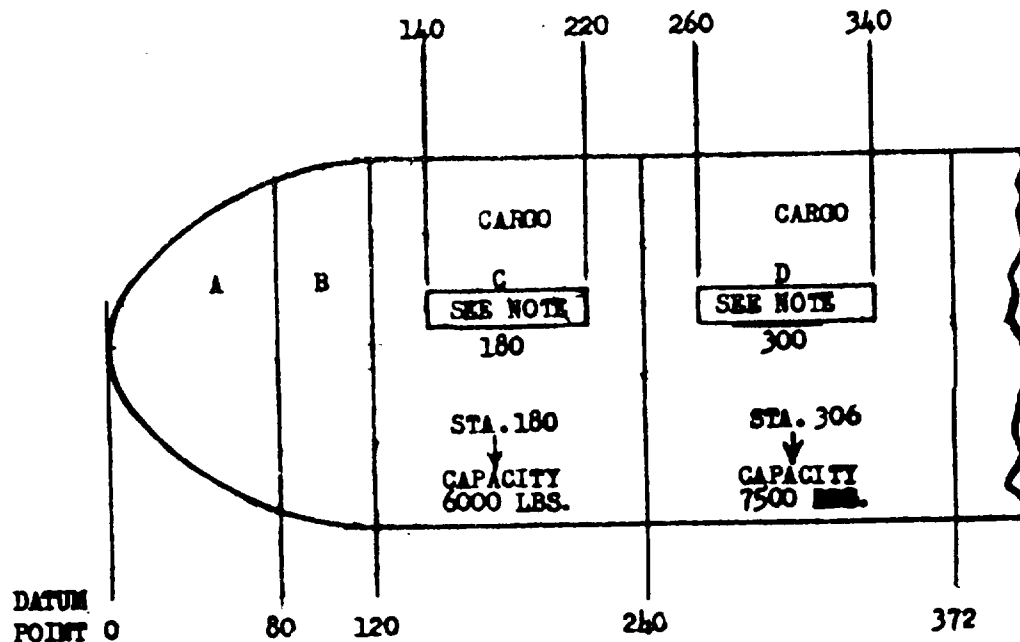 140 220 260 340
CARGO CARGO
A B C D
SEE NOTE SEE NOTE
180 300
STA. 180 STA. 306
CAPACITY CAPACITY
6000 LBS. 7500
DATUM
POINT 0 80 120 240 372